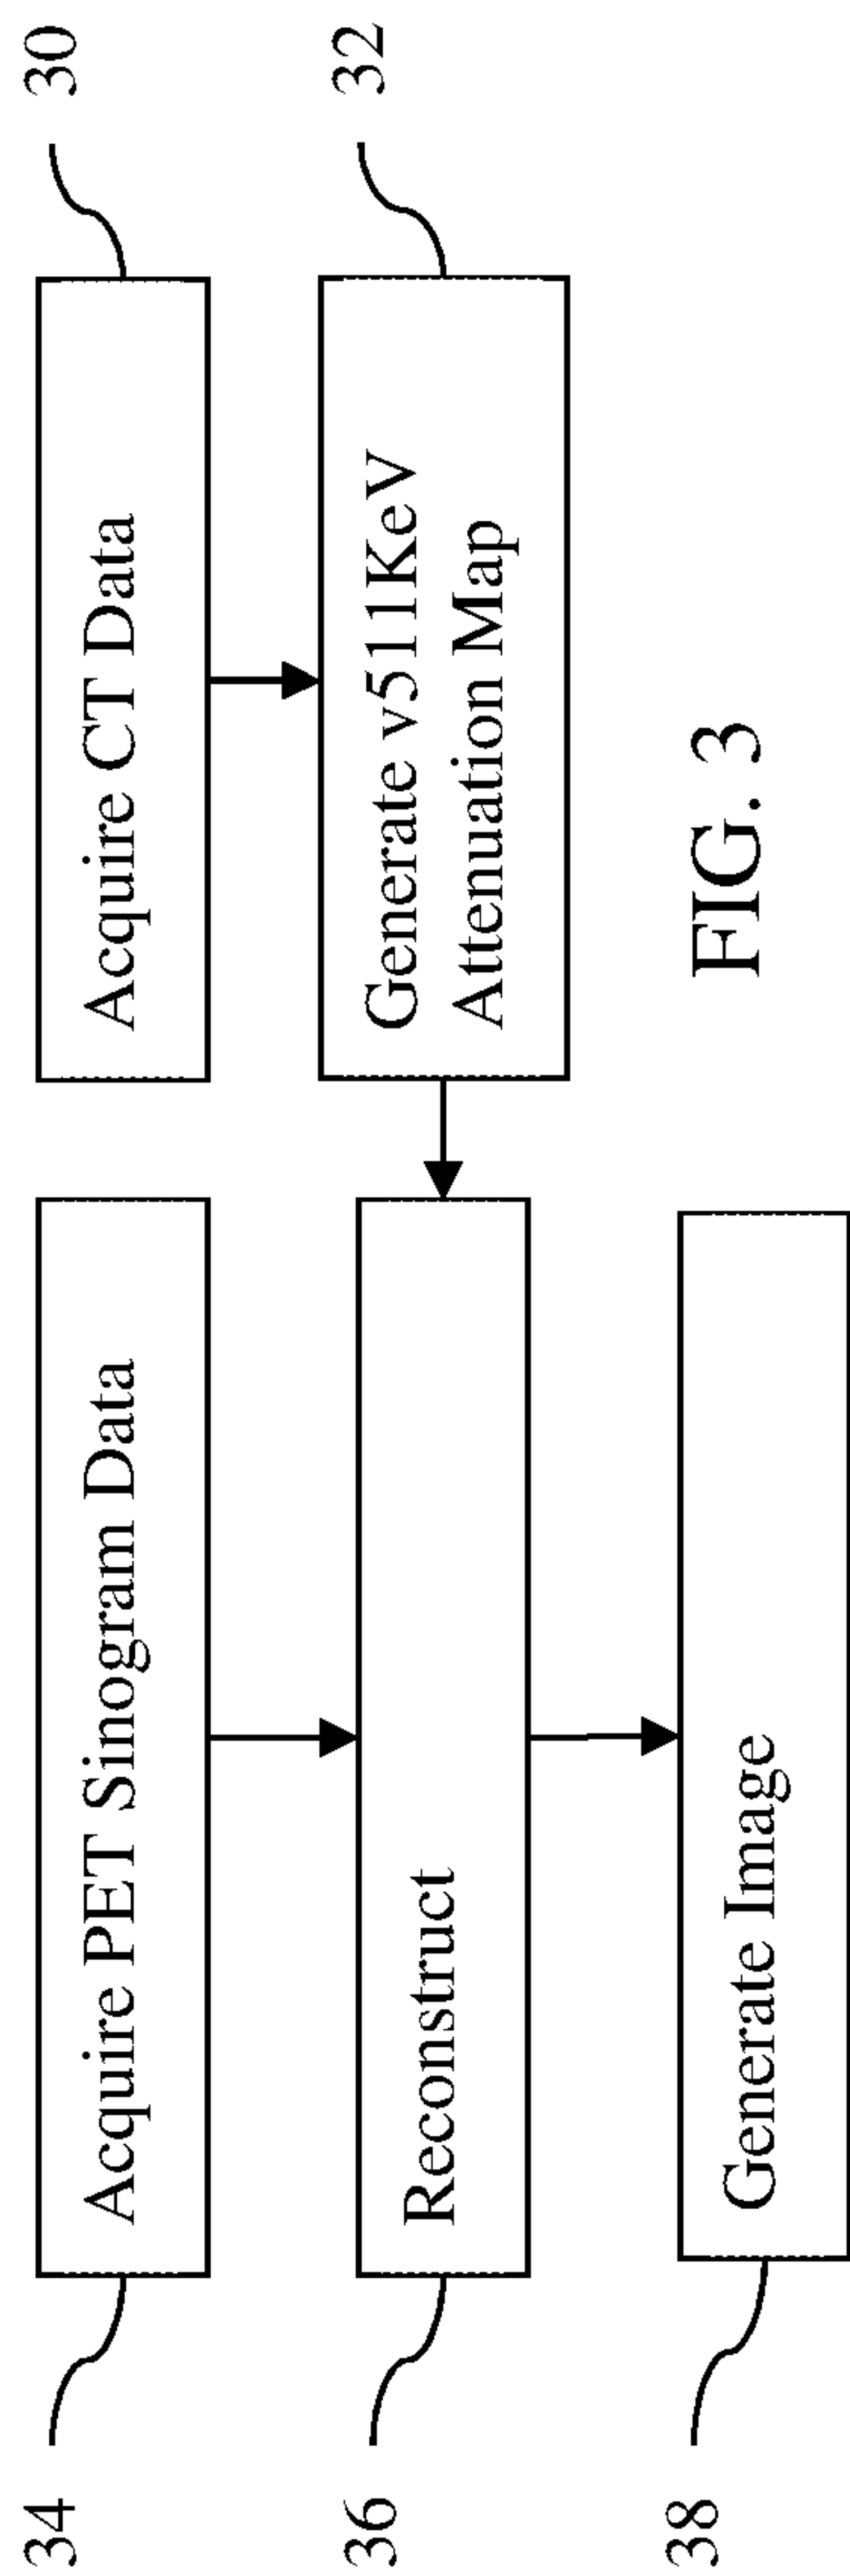 34
Acquire PET Sinogram Data
Acquire CT Data
30
36
Reconstruct
Generate v511KeV
Attenuation Map
32
38
Generate Image
FIG. 3